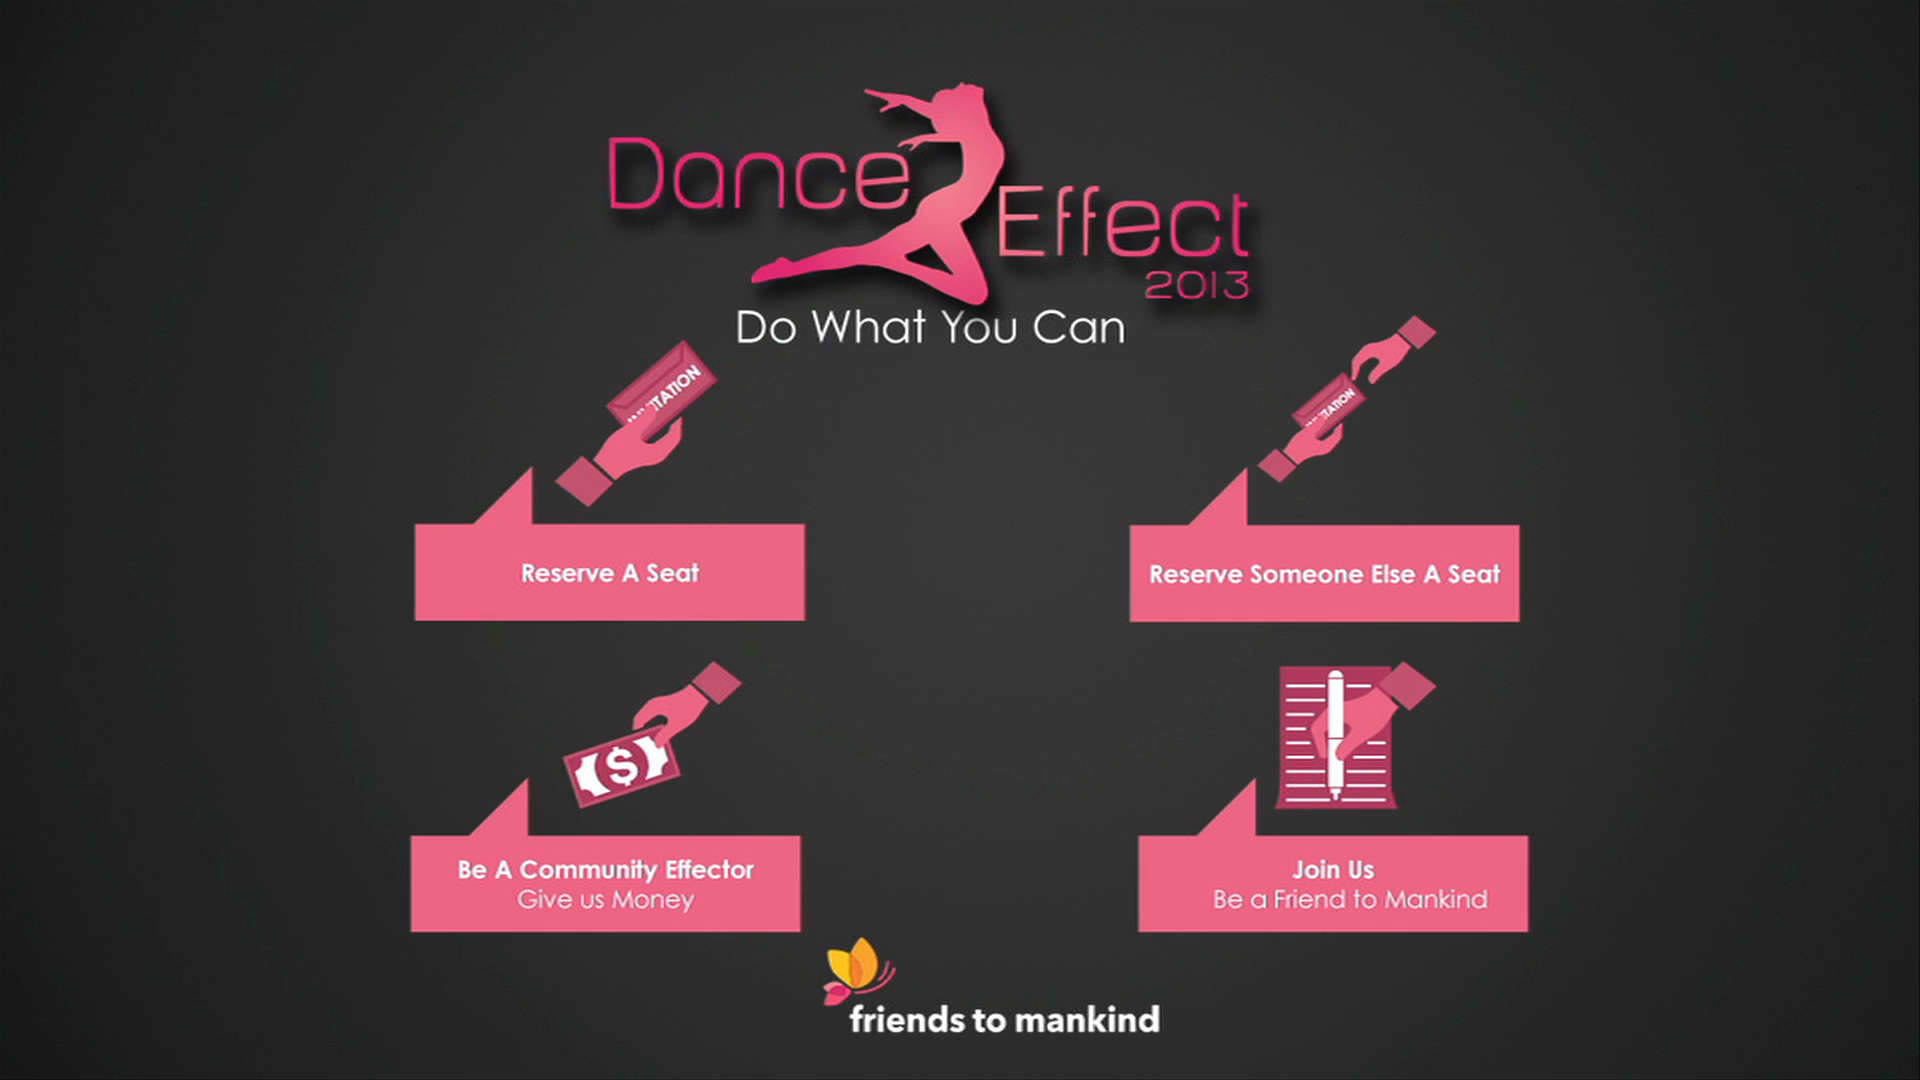 Dance Effect
2013
Do What You Can
Reserve A Seat
Reserve Someone Else A Seat
$
Be A Community Effector
Give us Money
Join Us
Be a Friend to Mankind
friends to mankind